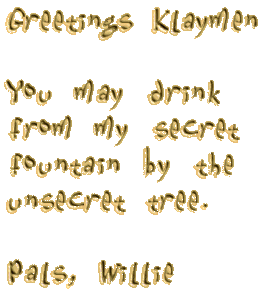 Greetings Klaymen

You may drink
from my secret
fountain by the
unsecret tree.

Pals, Willie